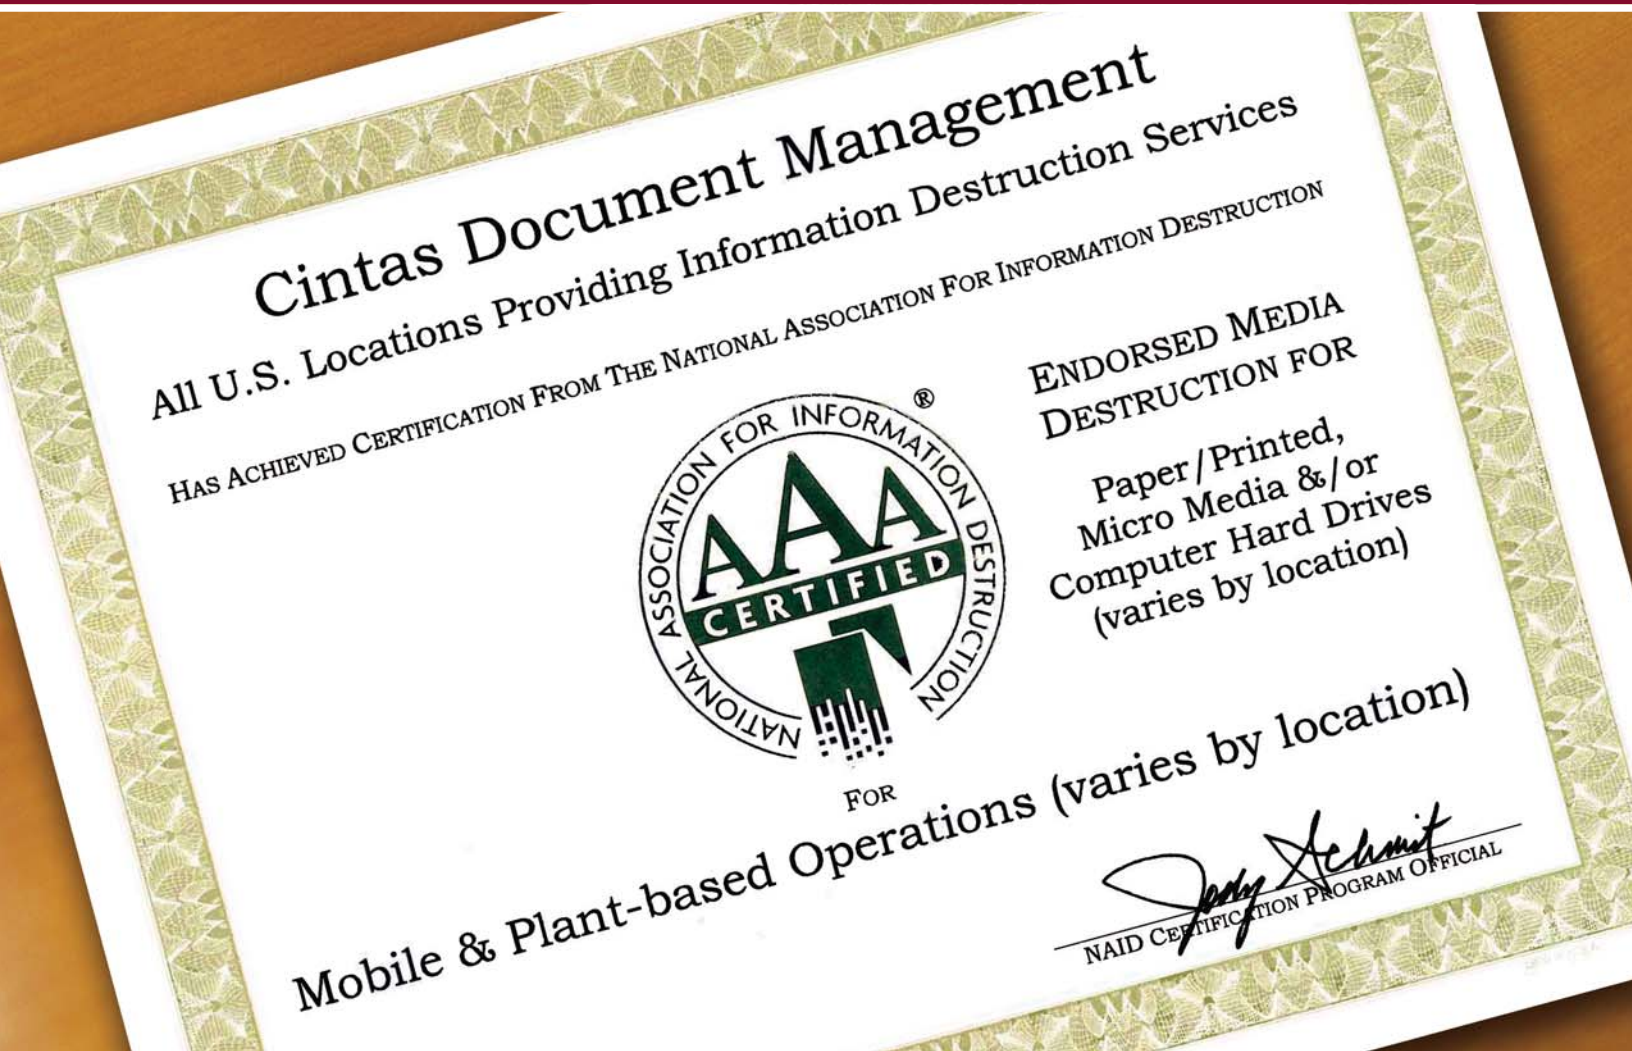 Cintas Document Management
All U.S. Locations Providing Information Destruction Services
HAS ACHIEVED CERTIFICATION FROM THE NATIONAL ASSOCIATION FOR INFORMATION DESTRUCTION
NATIONAL ASSOCIATION FOR INFORMATION DESTRUCTION ®
AAA
CERTIFIED
ENDORSED MEDIA
DESTRUCTION FOR
Paper/Printed,
Micro Media &/or
Computer Hard Drives
(varies by location)
FOR
Mobile & Plant-based Operations (varies by location)
Jody Schmit
NAID CERTIFICATION PROGRAM OFFICIAL